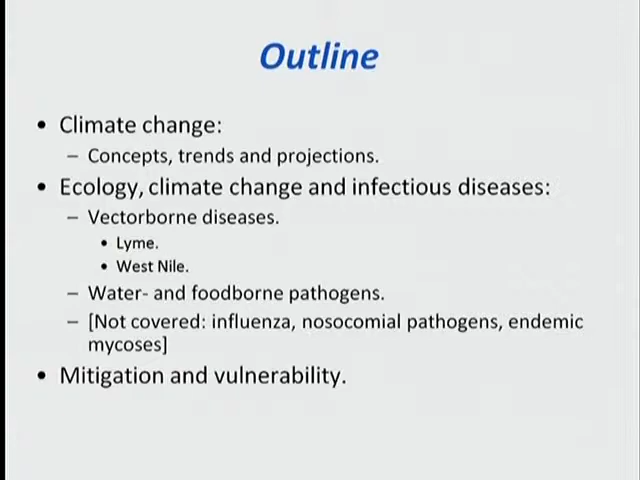 Outline
• Climate change:
– Concepts, trends and projections.
• Ecology, climate change and infectious diseases:
– Vectorborne diseases.
• Lyme.
• West Nile.
– Water- and foodborne pathogens.
– [Not covered: influenza, nosocomial pathogens, endemic
mycoses]
• Mitigation and vulnerability.